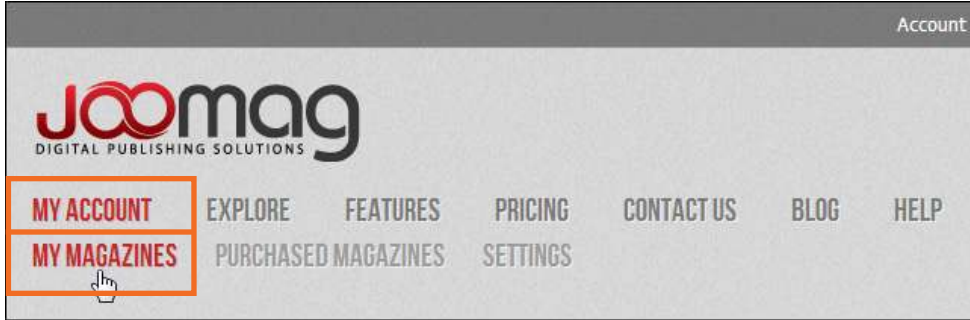 Account
Joomag
DIGITAL PUBLISHING SOLUTIONS
MY ACCOUNT EXPLORE FEATURES PRICING CONTACT US BLOG HELP
MY MAGAZINES PURCHASED MAGAZINES SETTINGS